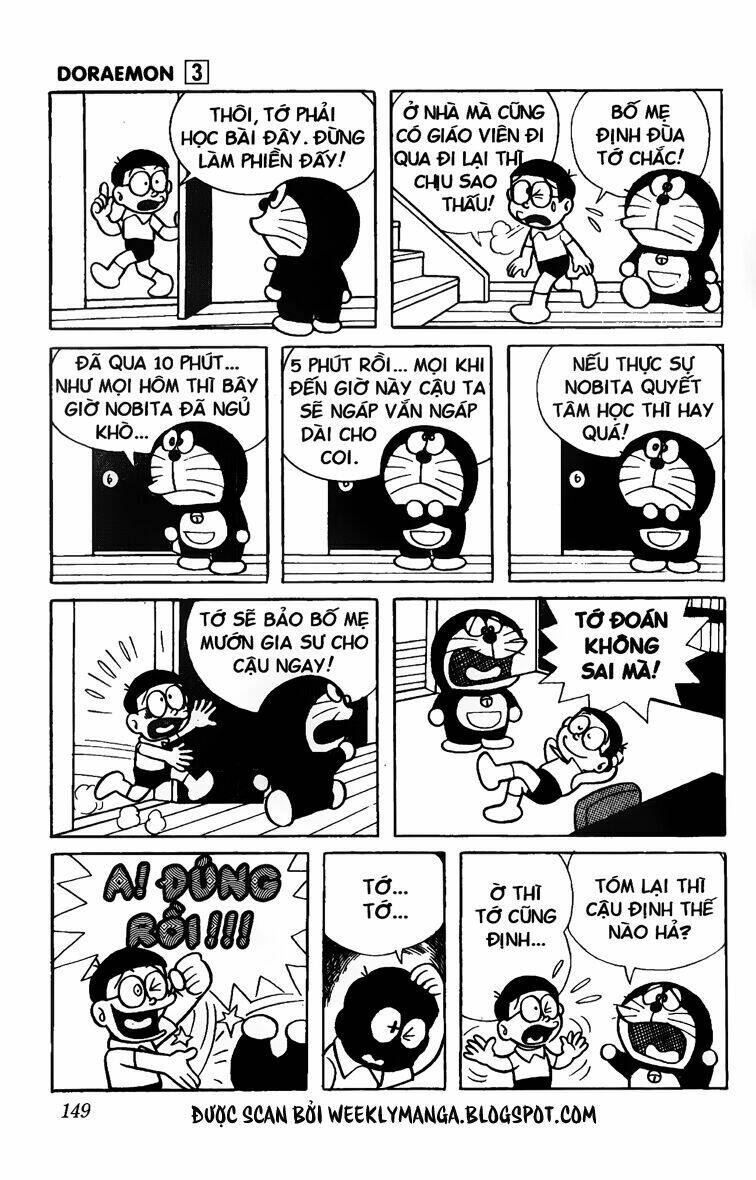 DORAEMON 3
BỐ MẸ
ĐỊNH ĐÙA
TỚ CHẮC!
Ở NHÀ MÀ CŨNG
CÓ GIÁO VIÊN ĐI
QUA ĐI LẠI THÌ
CHỊU SAO
THẤU!
THÔI, TỚ PHẢI
HỌC BÀI ĐÂY. ĐỪNG
LÀM PHIỀN ĐẤY!
NẾU THỰC SỰ
NOBITA QUYẾT
TÂM HỌC THÌ HAY
QUÁ!
5 PHÚT RỒI... MỌI KHI
ĐẾN GIỜ NÀY CẬU TA
SẼ NGÁP VẮN NGÁP
DÀI CHO
COI.
ĐÃ QUA 10 PHÚT...
NHƯ MỌI HÔM THÌ BÂY
GIỜ NOBITA ĐÃ NGỦ
KHÒ...
TỚ ĐOÁN
KHÔNG
SAI MÀ!
TỚ SẼ BẢO BỐ MẸ
MƯỚN GIA SƯ CHO
CẬU NGAY!
TÓM LẠI THÌ
CẬU ĐỊNH THẾ
NÀO HẢ?
Ờ THÌ
TỚ CŨNG
ĐỊNH...
TỚ...
TỚ...
A! ĐÚNG
RỒI!!!
149
ĐƯỢC SCAN BỞI WEEKLYMANGA.BLOGSPOT.COM